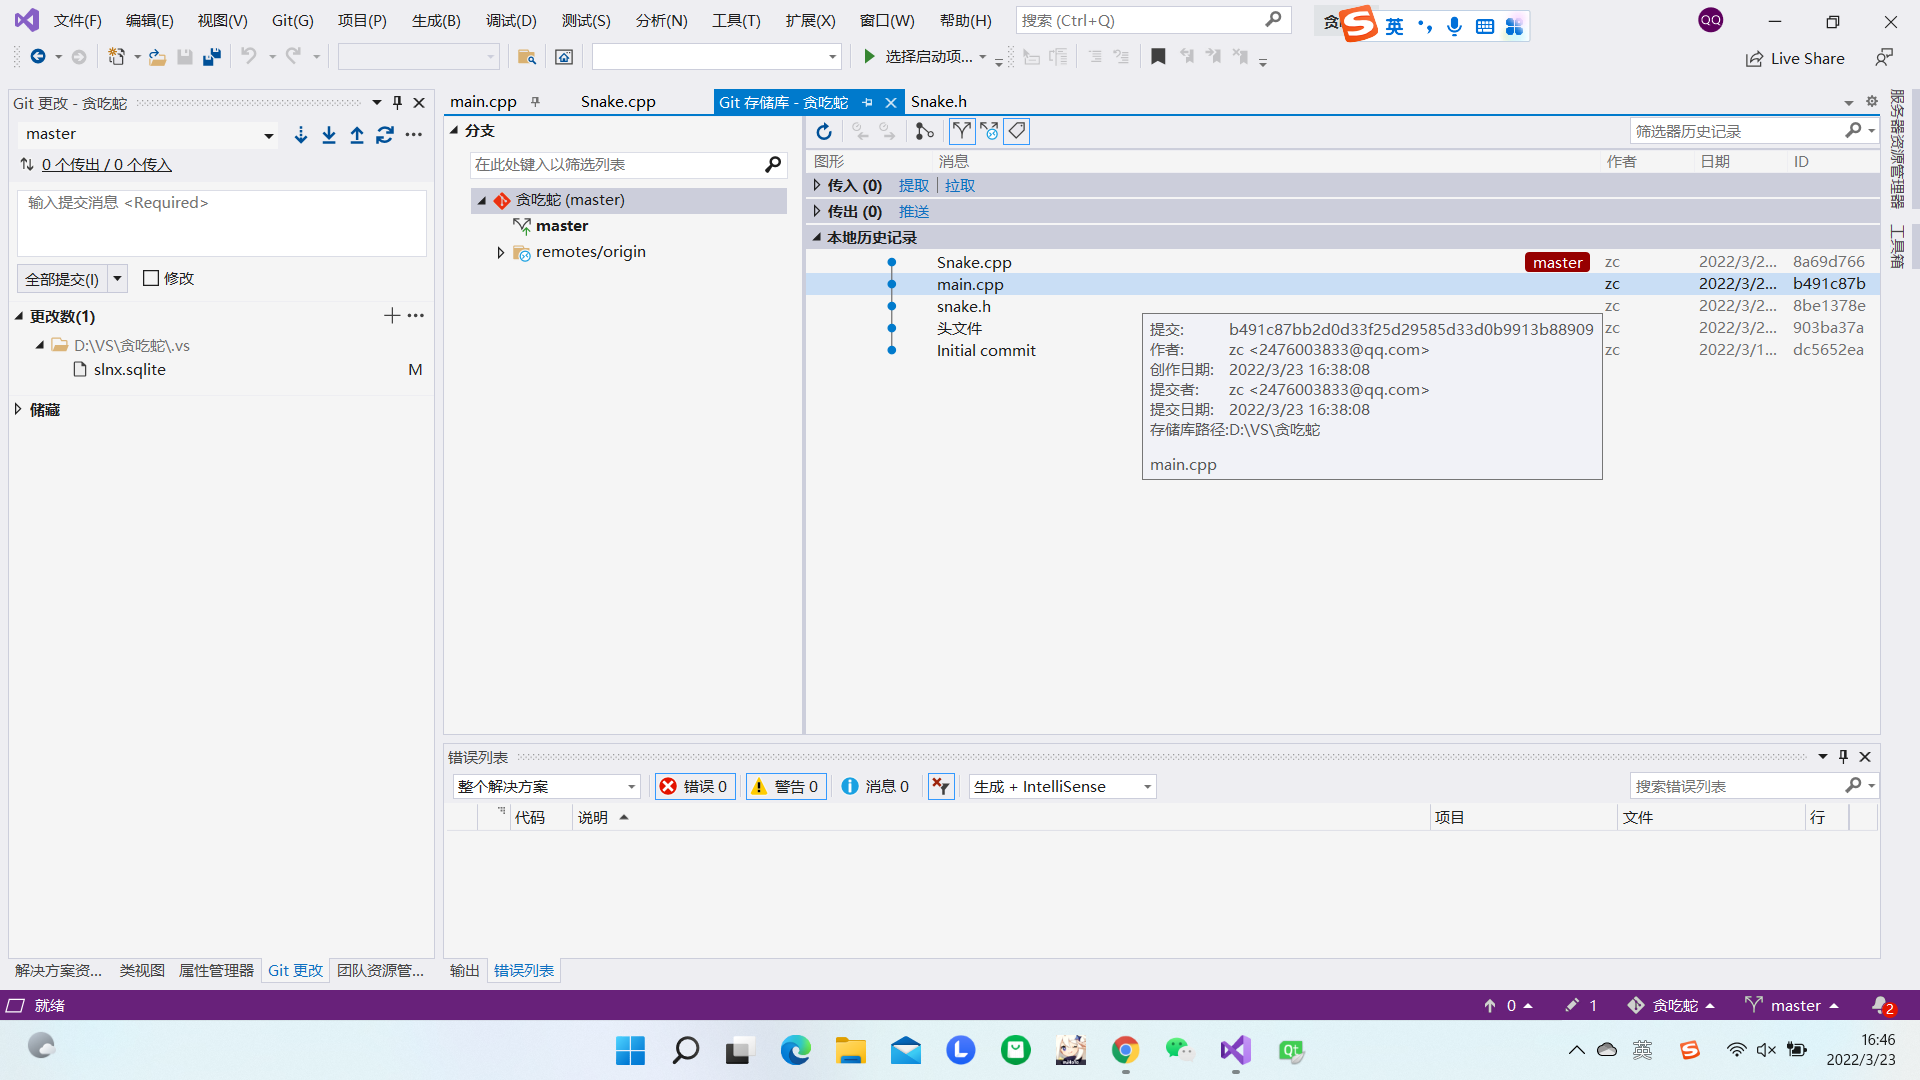 文件(F) 编辑(E) 视图(V) Git(G) 项目(P) 生成(B) 调试(D) 测试(S) 分析(N) 工具(T) 扩展(X) 窗口(W) 帮助(H) 搜索 (Ctrl+Q) 英 QQ
选择启动项... Live Share
Git 更改 - 贪吃蛇
master
0 个传出 / 0 个传入
输入提交消息 <Required>
全部提交(I) 修改
更改数(1)
D:\VS\贪吃蛇\.vs
slnx.sqlite M
储藏
main.cpp Snake.cpp Git 存储库 - 贪吃蛇 Snake.h
分支
在此处键入以筛选列表
贪吃蛇 (master)
master
remotes/origin
筛选器历史记录
图形 消息 作者 日期 ID
传入 (0) 提取 拉取
传出 (0) 推送
本地历史记录
Snake.cpp master zc 2022/3/2... 8a69d766
main.cpp zc 2022/3/2... b491c87b
snake.h zc 2022/3/2... 8be1378e
头文件 zc 2022/3/2... 903ba37a
Initial commit zc 2022/3/1... dc5652ea
提交: b491c87bb2d0d33f25d29585d33d0b9913b88909
作者: zc <2476003833@qq.com>
创作日期: 2022/3/23 16:38:08
提交者: zc <2476003833@qq.com>
提交日期: 2022/3/23 16:38:08
存储库路径:D:\VS\贪吃蛇
main.cpp
服务器资源管理器
工具箱
错误列表
整个解决方案 错误 0 警告 0 消息 0 生成 + IntelliSense 搜索错误列表
代码 说明 项目 文件 行
解决方案资... 类视图 属性管理器 Git 更改 团队资源管... 输出 错误列表
就绪 0 1 贪吃蛇 master 2
英 16:46
2022/3/23